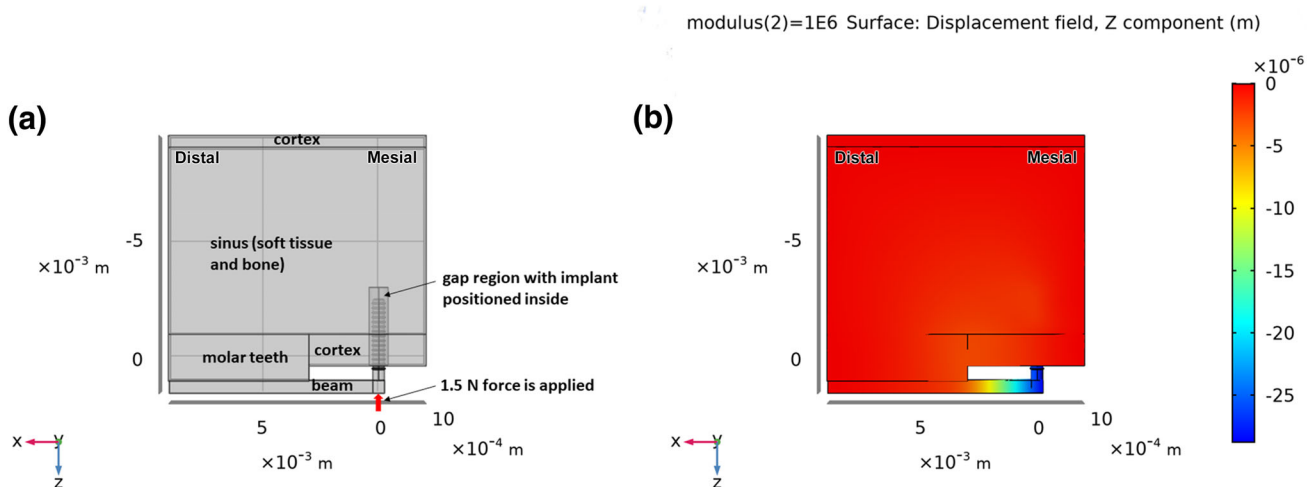 modulus(2)=1E6 Surface: Displacement field, Z component (m)
(a)
cortex
Distal
Mesial
-5
sinus (soft tissue
and bone)
×10⁻³ m
gap region with implant
positioned inside
0
molar teeth
cortex
beam
1.5 N force is applied
5
0
10
×10⁻³ m
×10⁻⁴ m
x
y
z
(b)
×10⁻⁶
Distal
Mesial
-5
×10⁻³ m
0
5
0
10
×10⁻³ m
×10⁻⁴ m
x
y
z
0
-5
-10
-15
-20
-25